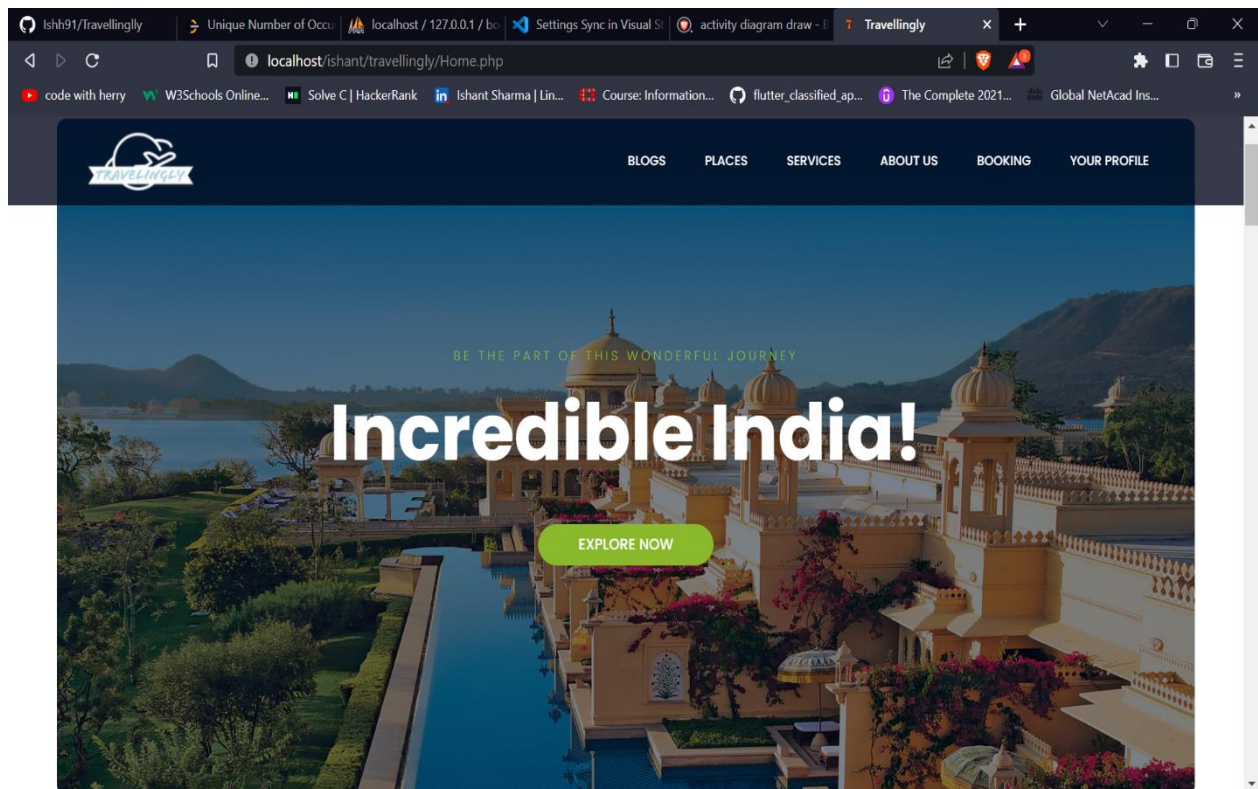 Ishh91/Travellinglly
Unique Number of Occu
localhost / 127.0.0.1 / bo
Settings Sync in Visual St
activity diagram draw - B
Travellingly
localhost/ishant/travellingly/Home.php
code with herry
W3Schools Online...
Solve C | HackerRank
Ishant Sharma | Lin...
Course: Information...
flutter_classified_ap...
The Complete 2021...
Global NetAcad Ins...
»
TRAVELINGLY
BLOGS PLACES SERVICES ABOUT US BOOKING YOUR PROFILE
BE THE PART OF THIS WONDERFUL JOURNEY
Incredible India!
EXPLORE NOW